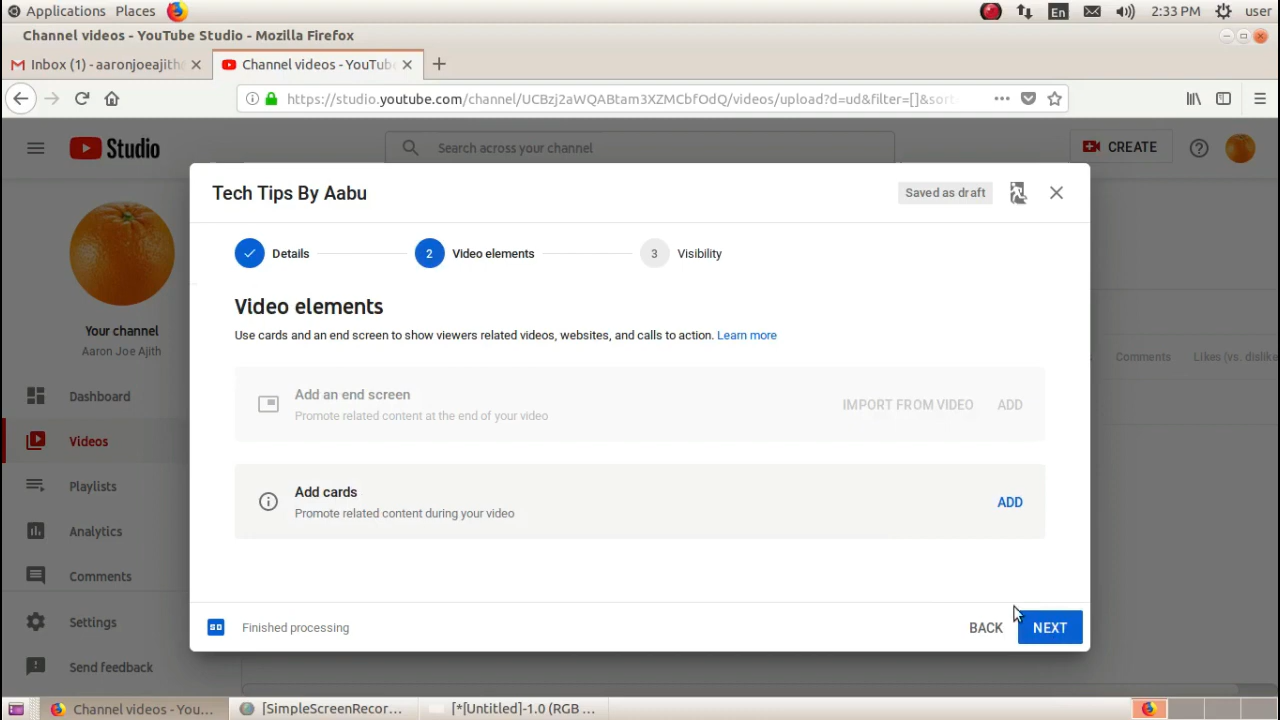 Applications Places En 2:33 PM user
Channel videos - YouTube Studio - Mozilla Firefox
Inbox (1) - aaronjoeajith@ Channel videos - YouTube
https://studio.youtube.com/channel/UCBzj2aWQABtam3XZMCbfOdQ/videos/upload?d=ud&filter=[]&sort
Studio Search across your channel CREATE
Tech Tips By Aabu Saved as draft
Details 2 Video elements 3 Visibility
Video elements
Use cards and an end screen to show viewers related videos, websites, and calls to action. Learn more
Add an end screen
Promote related content at the end of your video
IMPORT FROM VIDEO ADD
Add cards
Promote related content during your video
ADD
SD Finished processing BACK NEXT
Your channel
Aaron Joe Ajith
Dashboard
Videos
Playlists
Analytics
Comments
Settings
Send feedback
Comments Likes (vs. dislike
Channel videos - You... [SimpleScreenRecor... [*[Untitled]-1.0 (RGB ...